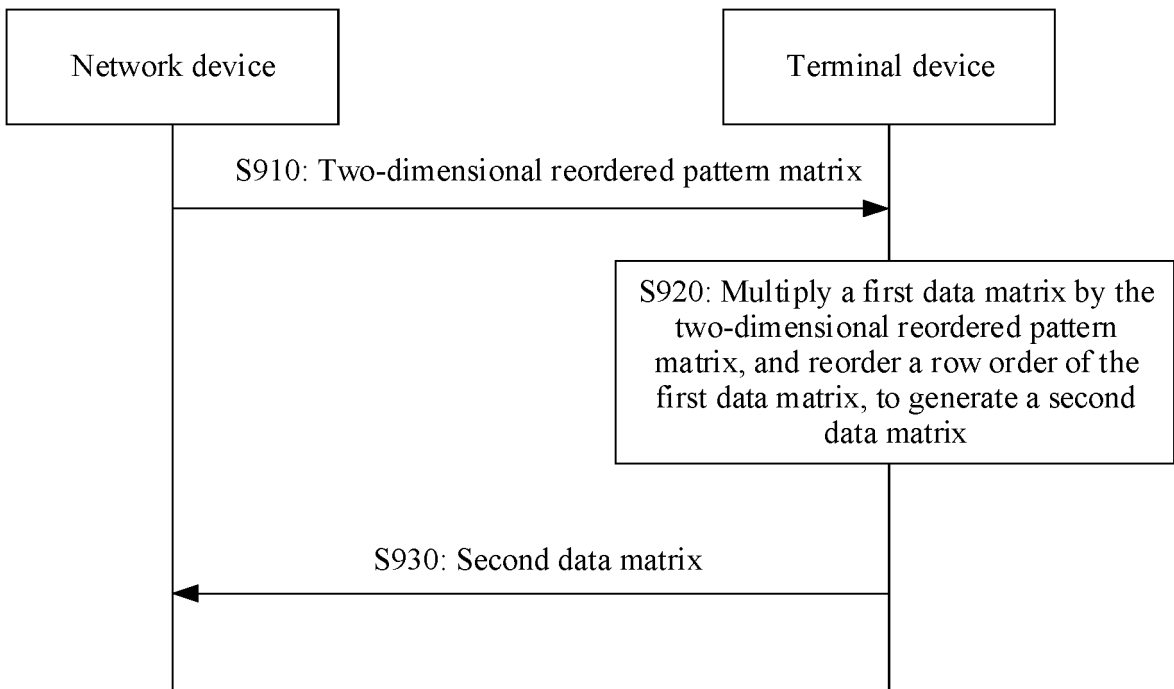 Network device
Terminal device
S910: Two-dimensional reordered pattern matrix
S920: Multiply a first data matrix by the
two-dimensional reordered pattern
matrix, and reorder a row order of the
first data matrix, to generate a second
data matrix
S930: Second data matrix